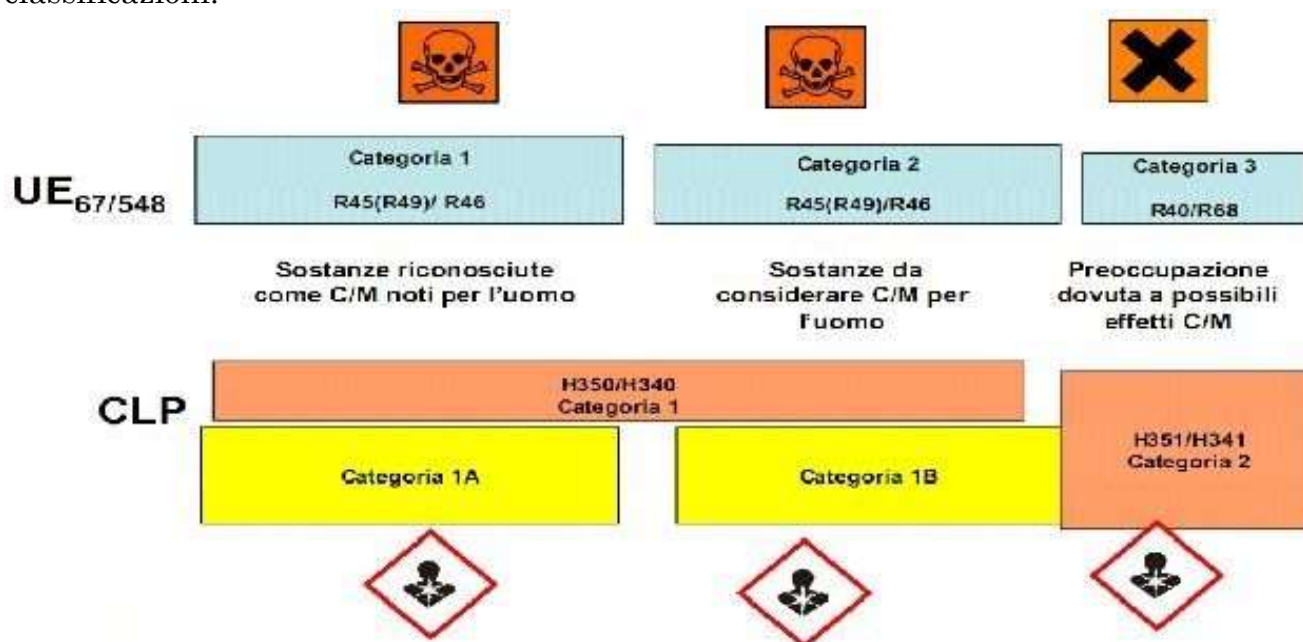 classificazioni:
Categoria 1
R45(R49)/ R46
Categoria 2
R45(R49)/R46
Categoria 3
R40/R68
UE67/548
Sostanze riconosciute
come C/M noti per l'uomo
Sostanze da
considerare C/M per
l'uomo
Preoccupazione
dovuta a possibili
effetti C/M
CLP
H350/H340
Categoria 1
Categoria 1A
Categoria 1B
H351/H341
Categoria 2